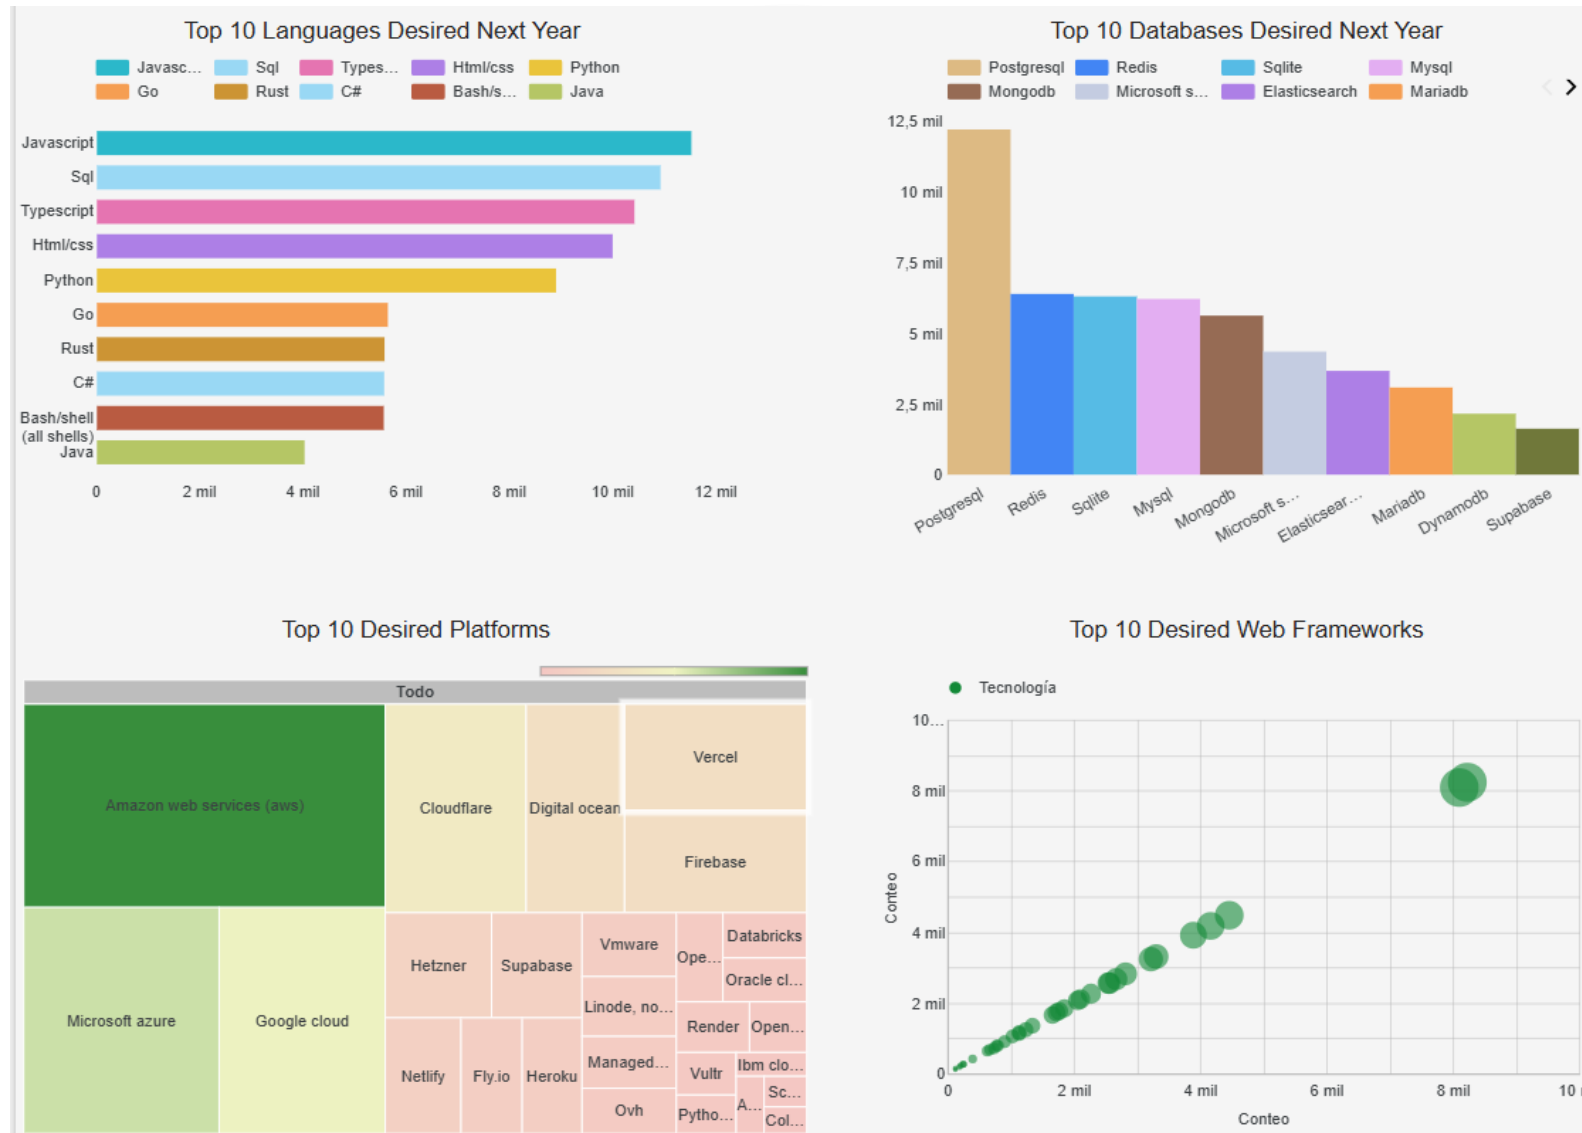 Top 10 Languages Desired Next Year
Javasc... Sql Types... Html/css Python
Go Rust C# Bash/s... Java
Javascript
Sql
Typescript
Html/css
Python
Go
Rust
C#
Bash/shell
(all shells)
Java
0 2 mil 4 mil 6 mil 8 mil 10 mil 12 mil
Top 10 Databases Desired Next Year
Postgresql Redis Sqlite Mysql
Mongodb Microsoft s... Elasticsearch Mariadb
12,5 mil
10 mil
7,5 mil
5 mil
2,5 mil
0
Postgresql Redis Sqlite Mysql Mongodb Microsoft s... Elasticsear... Mariadb Dynamodb Supabase
Top 10 Desired Platforms
Todo
Amazon web services (aws)
Cloudflare
Digital ocean
Vercel
Firebase
Microsoft azure
Google cloud
Hetzner
Supabase
Netlify
Fly.io
Heroku
Vmware
Linode, no...
Managed...
Ovh
Ope...
Databricks
Oracle cl...
Render
Open...
Vultr
Ibm clo...
Pytho...
A...
Sc...
Col...
Top 10 Desired Web Frameworks
Tecnología
10...
8 mil
6 mil
4 mil
2 mil
0
Conteo
0 2 mil 4 mil 6 mil 8 mil 10
Conteo